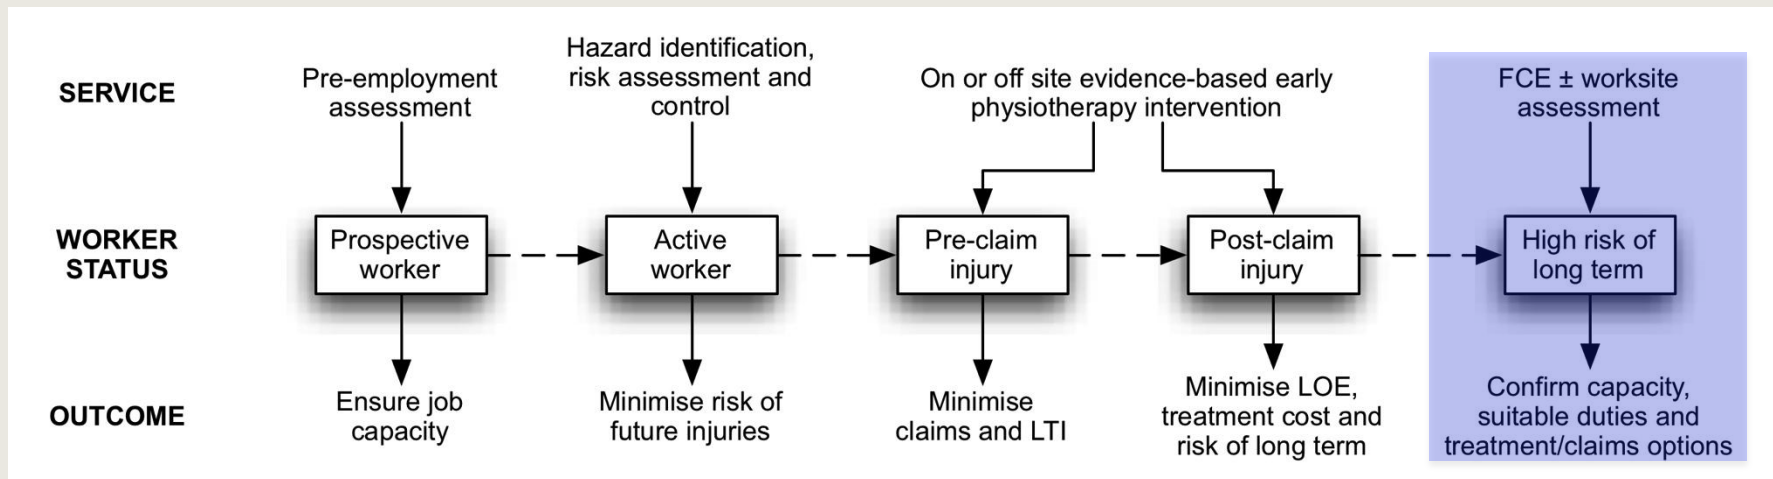 SERVICE
Pre-employment
assessment
Hazard identification,
risk assessment and
control
On or off site evidence-based early
physiotherapy intervention
FCE ± worksite
assessment
WORKER
STATUS
Prospective
worker
Active
worker
Pre-claim
injury
Post-claim
injury
High risk of
long term
OUTCOME
Ensure job
capacity
Minimise risk of
future injuries
Minimise
claims and LTI
Minimise LOE,
treatment cost and
risk of long term
Confirm capacity,
suitable duties and
treatment/claims options